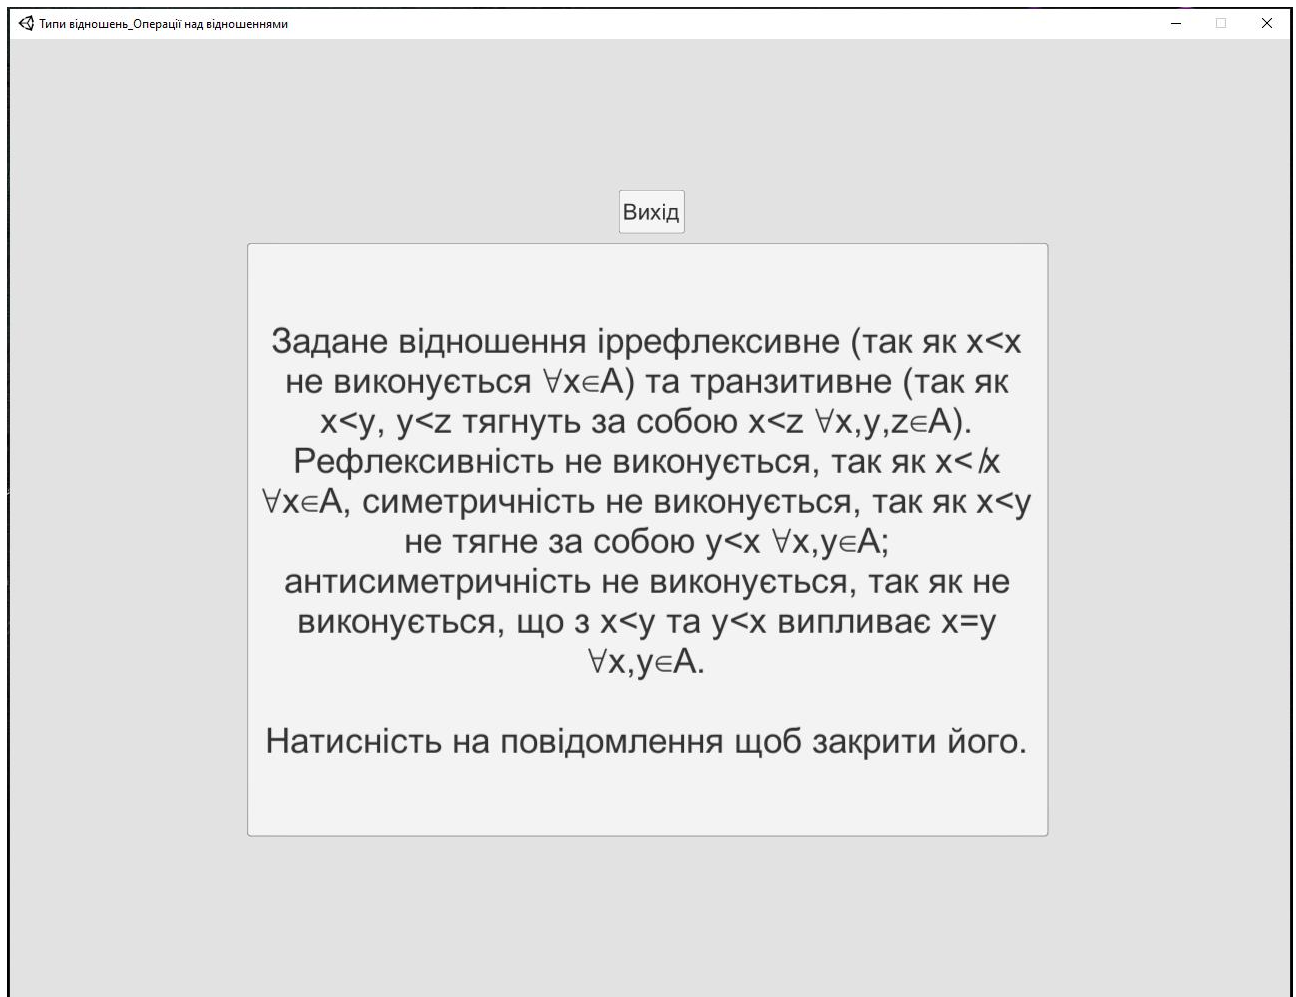 Типи відношень_Операції над відношеннями
Вихід
Задане відношення іррефлексивне (так як x<x
не виконується ∀x∈A) та транзитивне (так як
x<y, y<z тягнуть за собою x<z ∀x,y,z∈A).
Рефлексивність не виконується, так як x< /x
∀x∈A, симетричність не виконується, так як x<y
не тягне за собою y<x ∀x,y∈A;
антисиметричність не виконується, так як не
виконується, що з x<y та y<x випливає x=y
∀x,y∈A.
Натисність на повідомлення щоб закрити його.